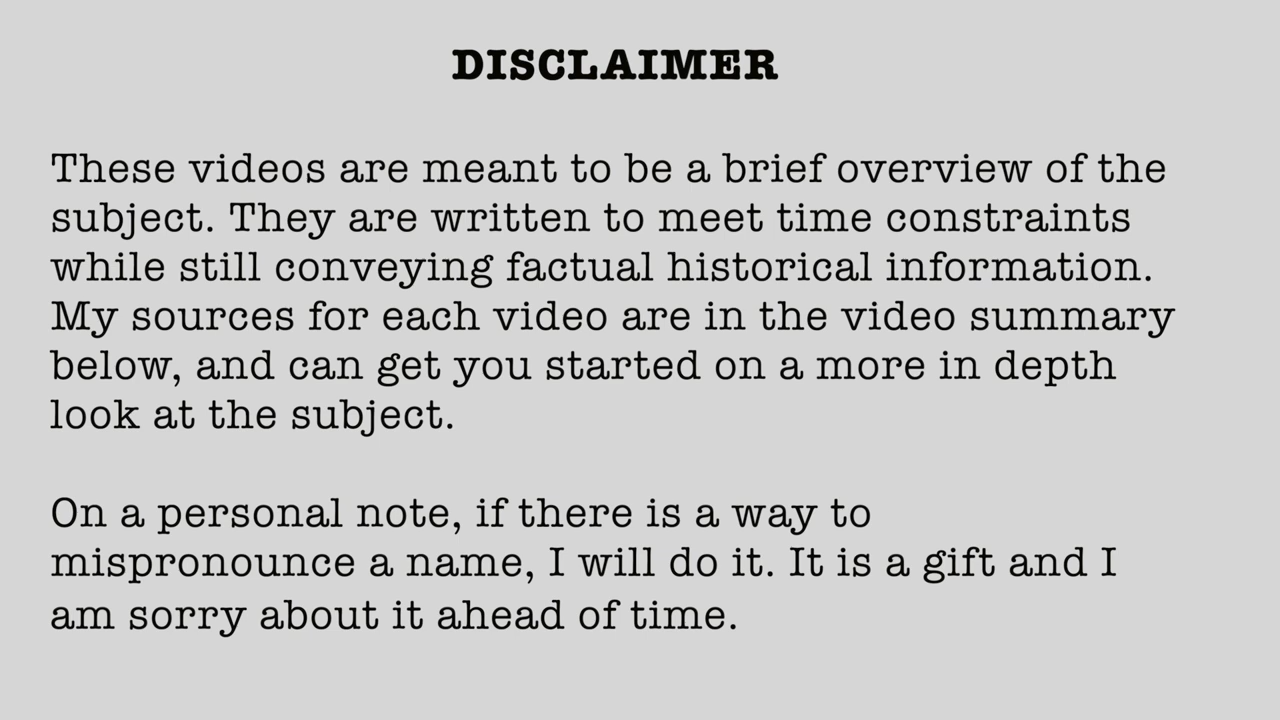 DISCLAIMER
These videos are meant to be a brief overview of the
subject. They are written to meet time constraints
while still conveying factual historical information.
My sources for each video are in the video summary
below, and can get you started on a more in depth
look at the subject.
On a personal note, if there is a way to
mispronounce a name, I will do it. It is a gift and I
am sorry about it ahead of time.